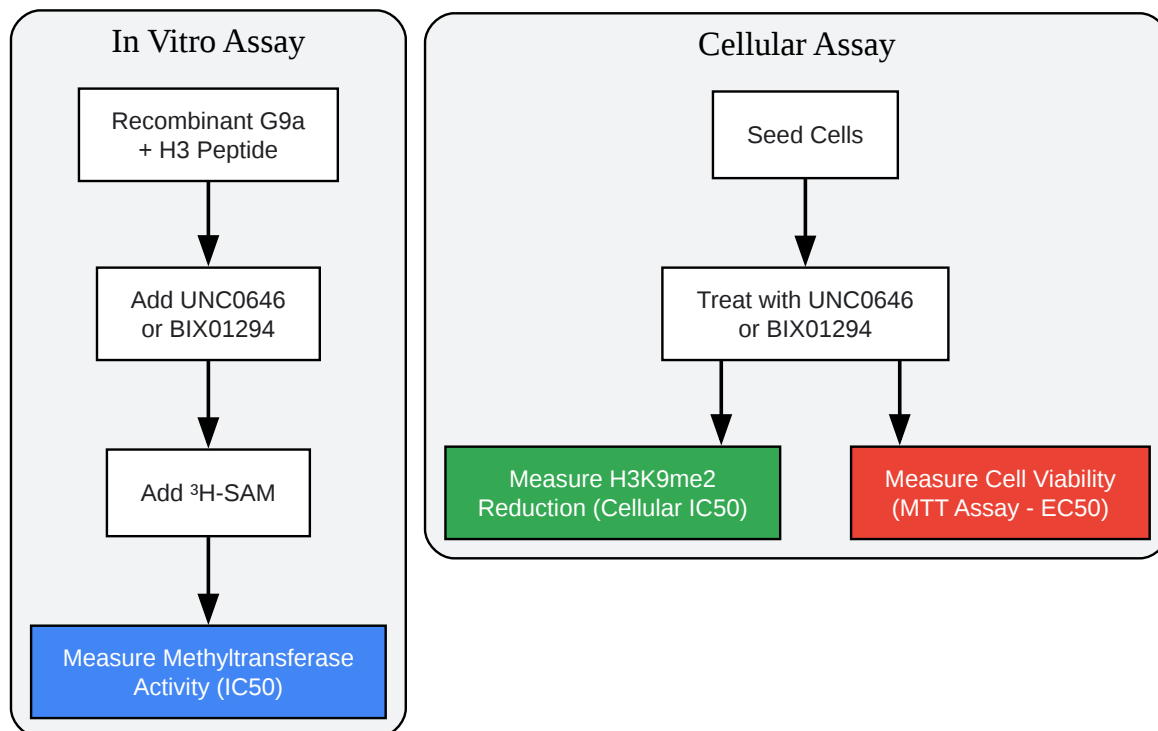 In Vitro Assay
Recombinant G9a
+ H3 Peptide
Add UNC0646
or BIX01294
Add ³H-SAM
Measure Methyltransferase
Activity (IC50)
Cellular Assay
Seed Cells
Treat with UNC0646
or BIX01294
Measure H3K9me2
Reduction (Cellular IC50)
Measure Cell Viability
(MTT Assay - EC50)